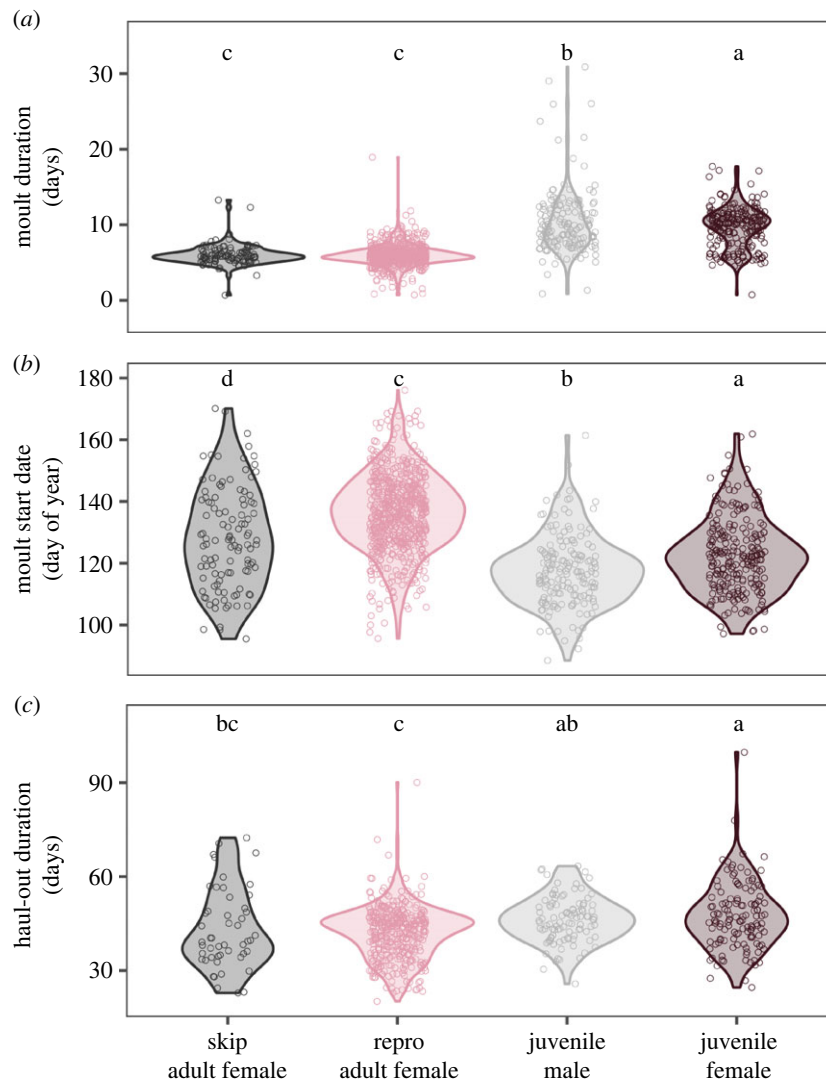 (a)
c c b a
moult duration
(days)
30
20
10
0
(b)
d c b a
moult start date
(day of year)
180
160
140
120
100
(c)
bc c ab a
haul-out duration
(days)
90
60
30
skip repro juvenile juvenile
adult female adult female male female